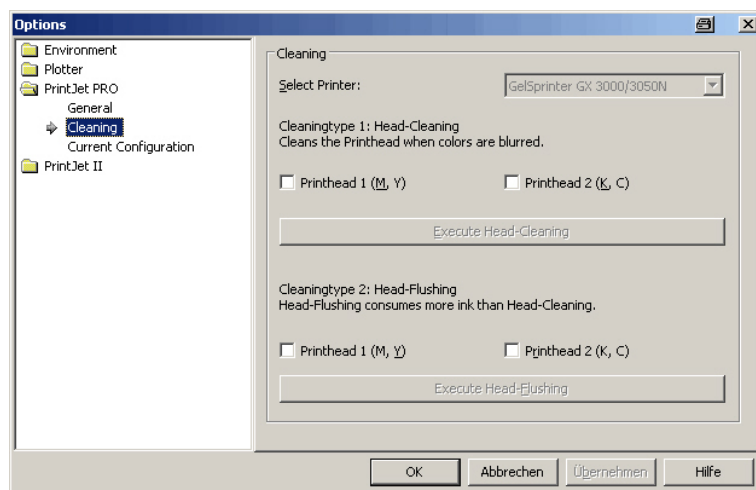 Options
Environment
Plotter
PrintJet PRO
General
Cleaning
Current Configuration
PrintJet II
Cleaning
Select Printer:
GelSprinter GX 3000/3050N
Cleaningtype 1: Head-Cleaning
Cleans the Printhead when colors are blurred.
Printhead 1 (M, Y)
Printhead 2 (K, C)
Execute Head-Cleaning
Cleaningtype 2: Head-Flushing
Head-Flushing consumes more ink than Head-Cleaning.
Printhead 1 (M, Y)
Printhead 2 (K, C)
Execute Head-Flushing
OK
Abbrechen
Übernehmen
Hilfe